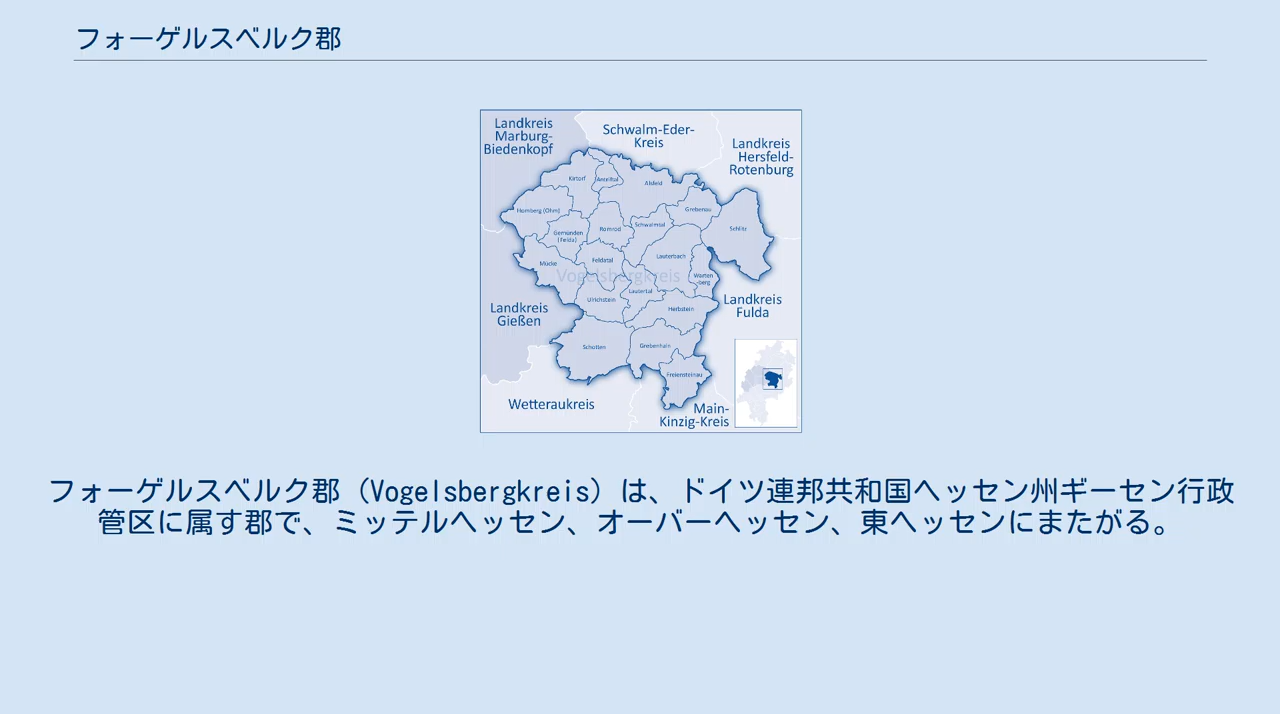 フォーゲルスベルク郡
Landkreis
Marburg-
Biedenkopf
Schwalm-Eder-
Kreis
Landkreis
Hersfeld-
Rotenburg
Kirtorf
Antrifttal
Alsfeld
Homberg (Ohm)
Grebenau
Gemünden
(Felda)
Romrod
Schwalmtal
Schlitz
Mücke
Feldatal
Lauterbach
Vogelsbergkreis
Warten
berg
Lautertal
Ulrichstein
Herbstein
Landkreis
Gießen
Landkreis
Fulda
Schotten
Grebenhain
Freiensteinau
Wetteraukreis
Main-
Kinzig-Kreis
フォーゲルスベルク郡（Vogelsbergkreis）は、ドイツ連邦共和国ヘッセン州ギーセン行政
管区に属す郡で、ミッテルヘッセン、オーバーヘッセン、東ヘッセンにまたがる。